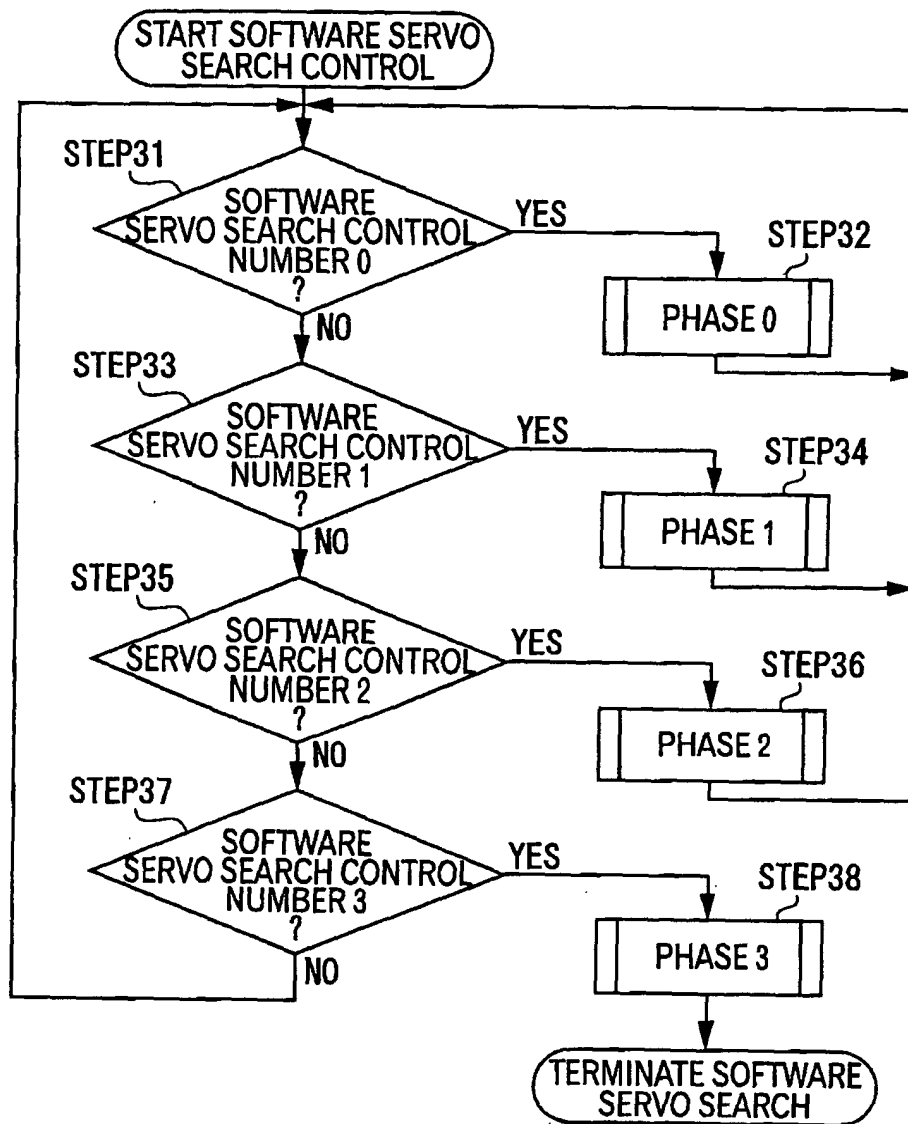 START SOFTWARE SERVO
SEARCH CONTROL
STEP31
SOFTWARE
SERVO SEARCH CONTROL
NUMBER 0
?
YES
NO
STEP32
PHASE 0
STEP33
SOFTWARE
SERVO SEARCH CONTROL
NUMBER 1
?
YES
NO
STEP34
PHASE 1
STEP35
SOFTWARE
SERVO SEARCH CONTROL
NUMBER 2
?
YES
NO
STEP36
PHASE 2
STEP37
SOFTWARE
SERVO SEARCH CONTROL
NUMBER 3
?
YES
NO
STEP38
PHASE 3
TERMINATE SOFTWARE
SERVO SEARCH